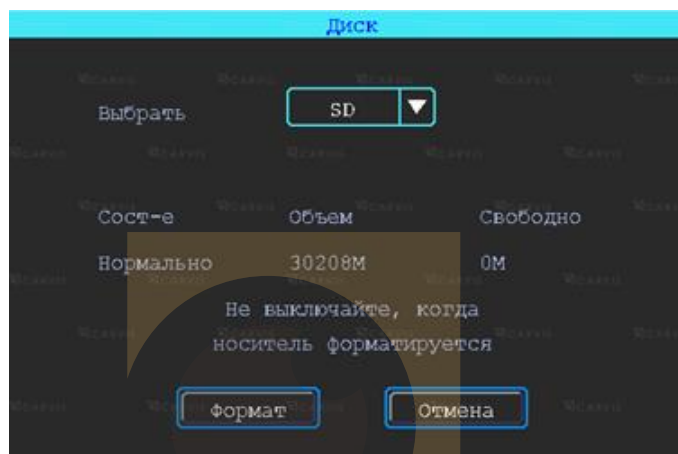 Диск
Выбрать SD
Сост-е Объем Свободно
Нормально 30208M 0M
Не выключайте, когда
носитель форматируется
Формат Отмена